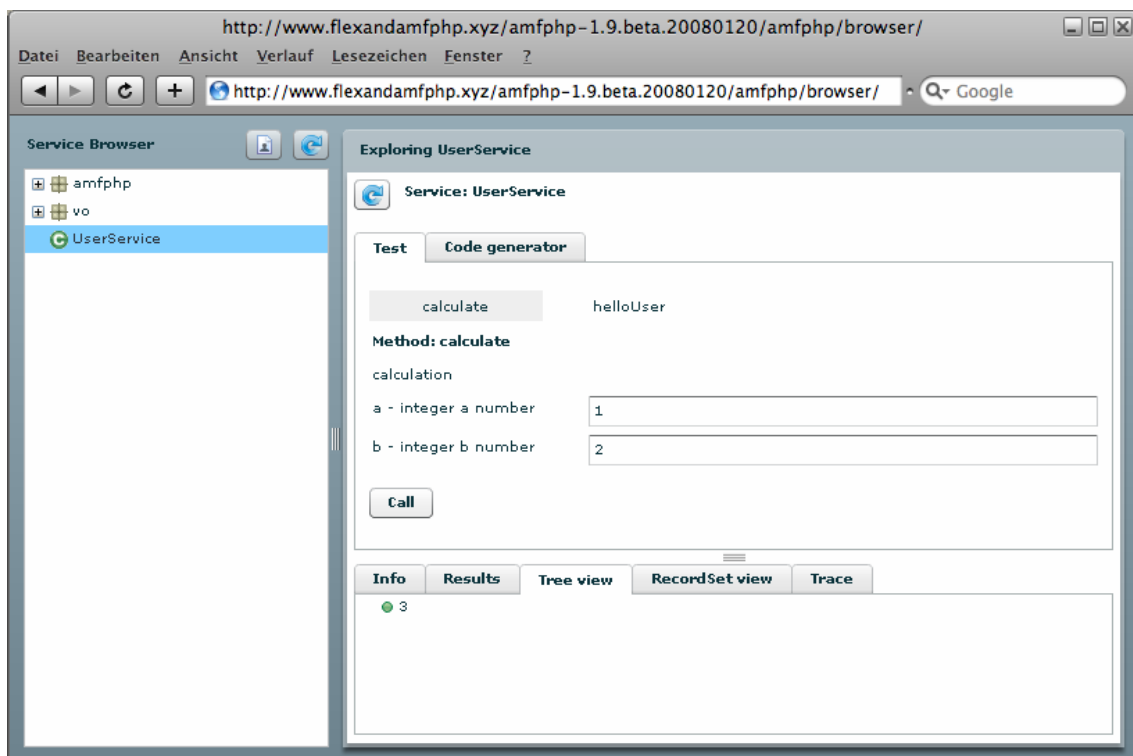 http://www.flexandamfphp.xyz/amfphp-1.9.beta.20080120/amfphp/browser/
Datei Bearbeiten Ansicht Verlauf Lesezeichen Fenster ?
http://www.flexandamfphp.xyz/amfphp-1.9.beta.20080120/amfphp/browser/ Google
Service Browser
amfphp
vo
UserService
Exploring UserService
Service: UserService
Test Code generator
calculate helloUser
Method: calculate
calculation
a - integer a number 1
b - integer b number 2
Call
Info Results Tree view RecordSet view Trace
3